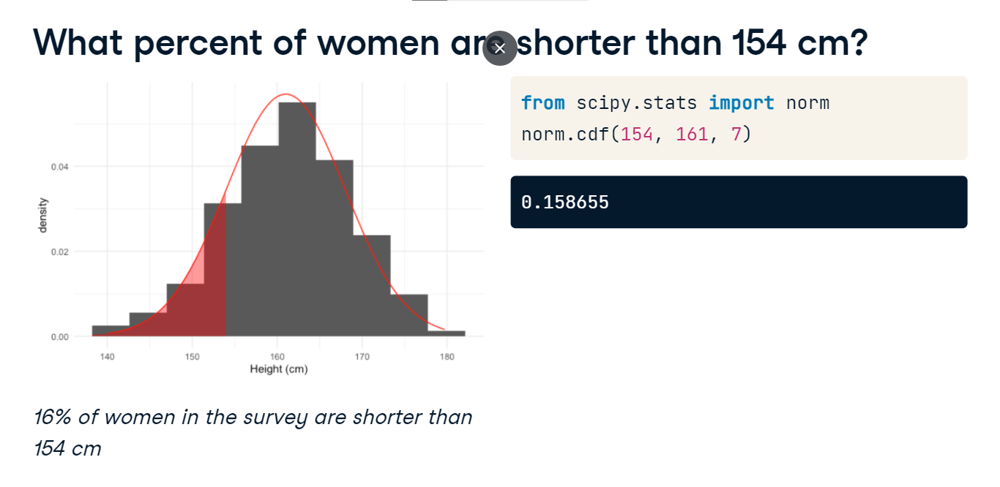 What percent of women are shorter than 154 cm?
from scipy.stats import norm
norm.cdf(154, 161, 7)
0.158655
0.04
0.02
0.00
density
140 150 160 170 180
Height (cm)
16% of women in the survey are shorter than
154 cm